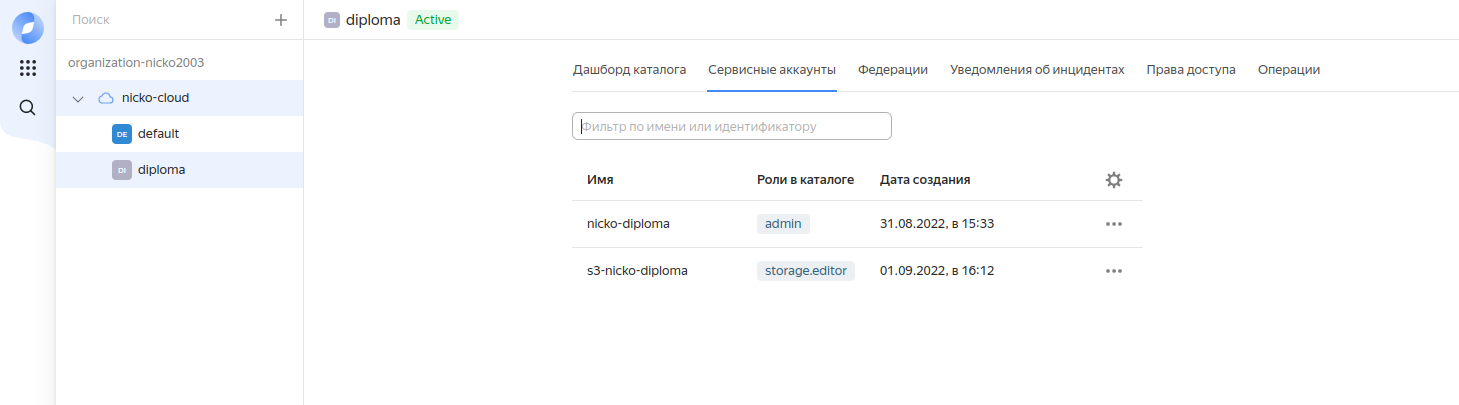 Поиск
organization-nicko2003
nicko-cloud
DE default
DI diploma
DI diploma Active
Дашборд каталога Сервисные аккаунты Федерации Уведомления об инцидентах Права доступа Операции
Фильтр по имени или идентификатору
Имя Роли в каталоге Дата создания
nicko-diploma admin 31.08.2022, в 15:33
s3-nicko-diploma storage.editor 01.09.2022, в 16:12